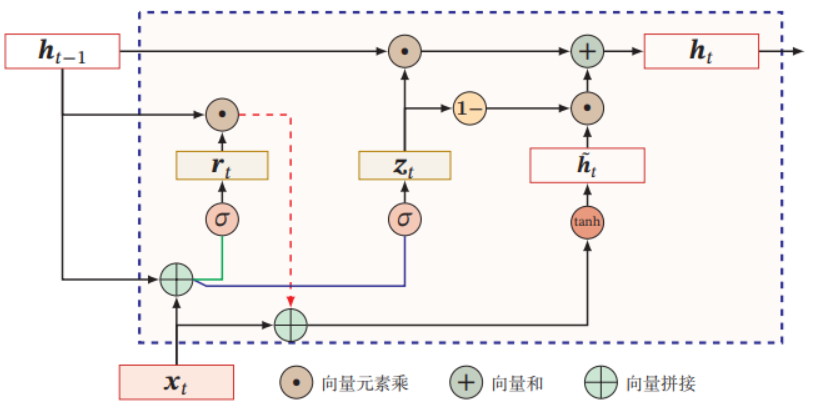 h_{t−1}
h_t
1−
r_t
z_t
h̃_t
σ
σ
tanh
x_t
向量元素乘
向量和
向量拼接